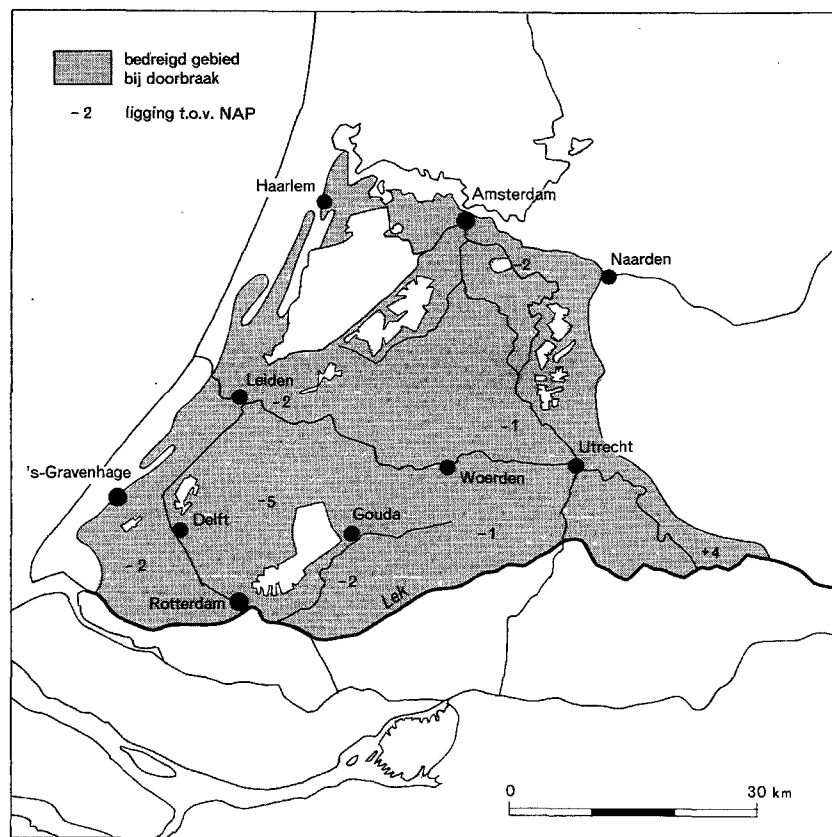 bedreigd gebied
bij doorbraak
- 2 ligging t.o.v. NAP
Haarlem
Amsterdam
- 2
Naarden
Leiden
- 2
- 1
Utrecht
's-Gravenhage
Woerden
- 5
Delft
Gouda
- 1
+4
- 2
- 2
Rotterdam
Lek
0 30 km